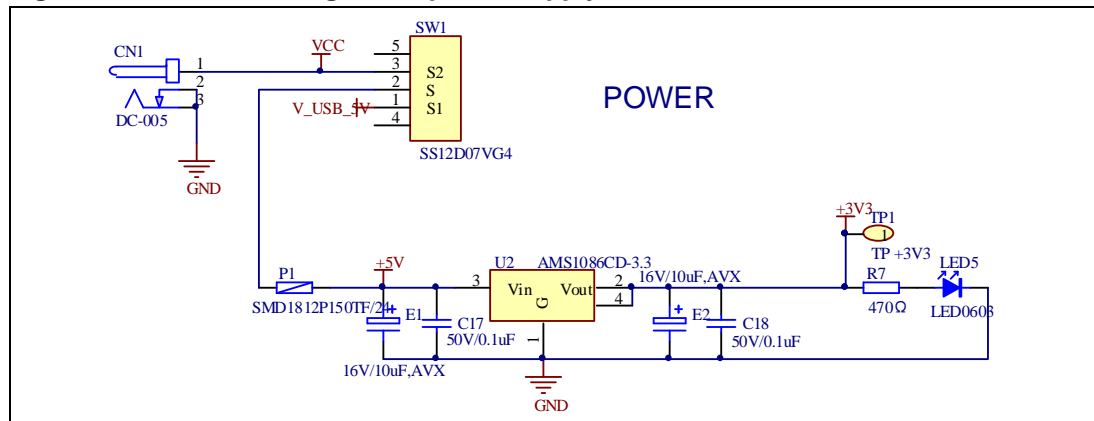 CN1
1
2
3
DC-005
GND
VCC
SW1
5
3
S2
2
S
1
S1
4
V_USB_5V
SS12D07VG4
POWER
P1
SMD1812P150TF/24
+5V
E1
+
16V/10uF,AVX
C17
50V/0.1uF
U2
AMS1086CD-3.3
3
Vin
Vout
2
4
G
1
GND
16V/10uF,AVX
+
E2
C18
50V/0.1uF
+3V3
TP1
1
TP +3V3
R7
470Ω
LED5
LED0603